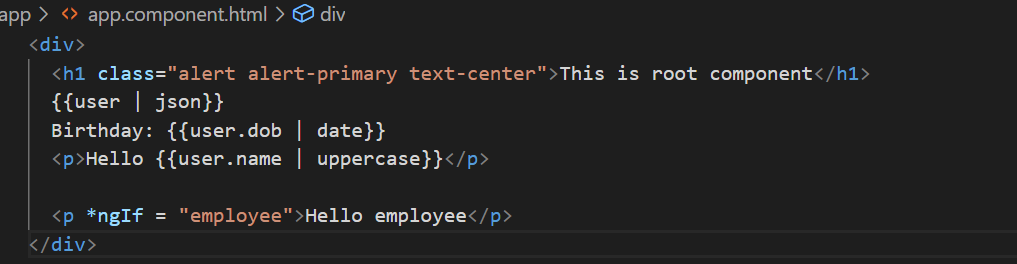 app > <> app.component.html > div
<div>
<h1 class="alert alert-primary text-center">This is root component</h1>
{{user | json}}
Birthday: {{user.dob | date}}
<p>Hello {{user.name | uppercase}}</p>
<p *ngIf = "employee">Hello employee</p>
</div>